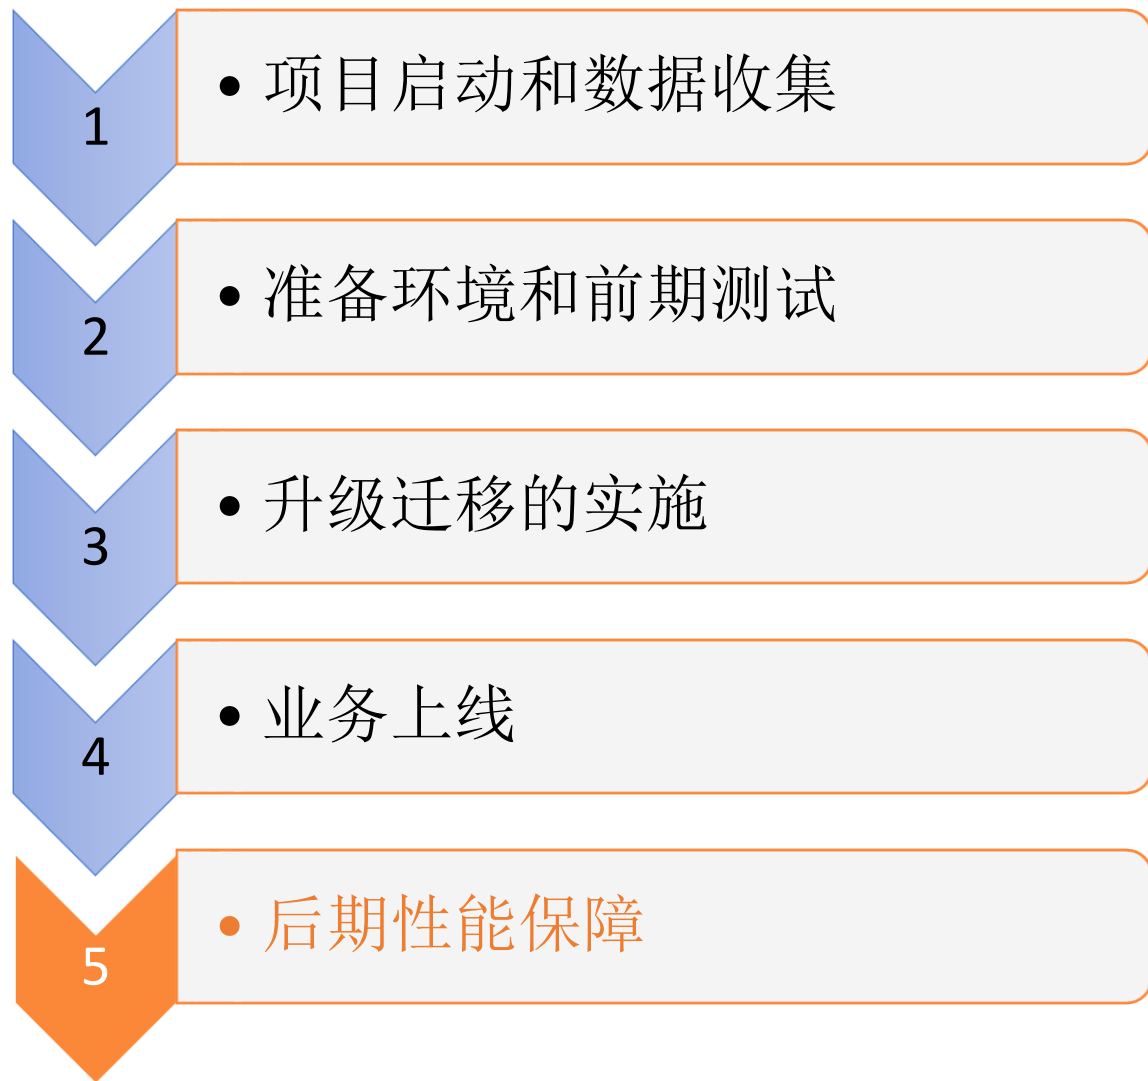 1
• 项目启动和数据收集
2
• 准备环境和前期测试
3
• 升级迁移的实施
4
• 业务上线
5
• 后期性能保障